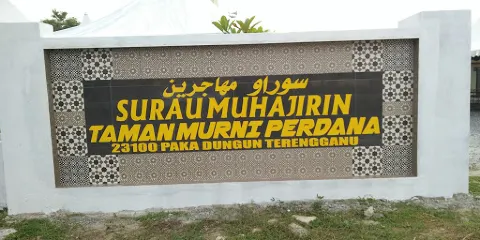 سوراو مهاجرين
SURAU MUHAJIRIN
TAMAN MURNI PERDANA
23100 PAKA DUNGUN TERENGGANU